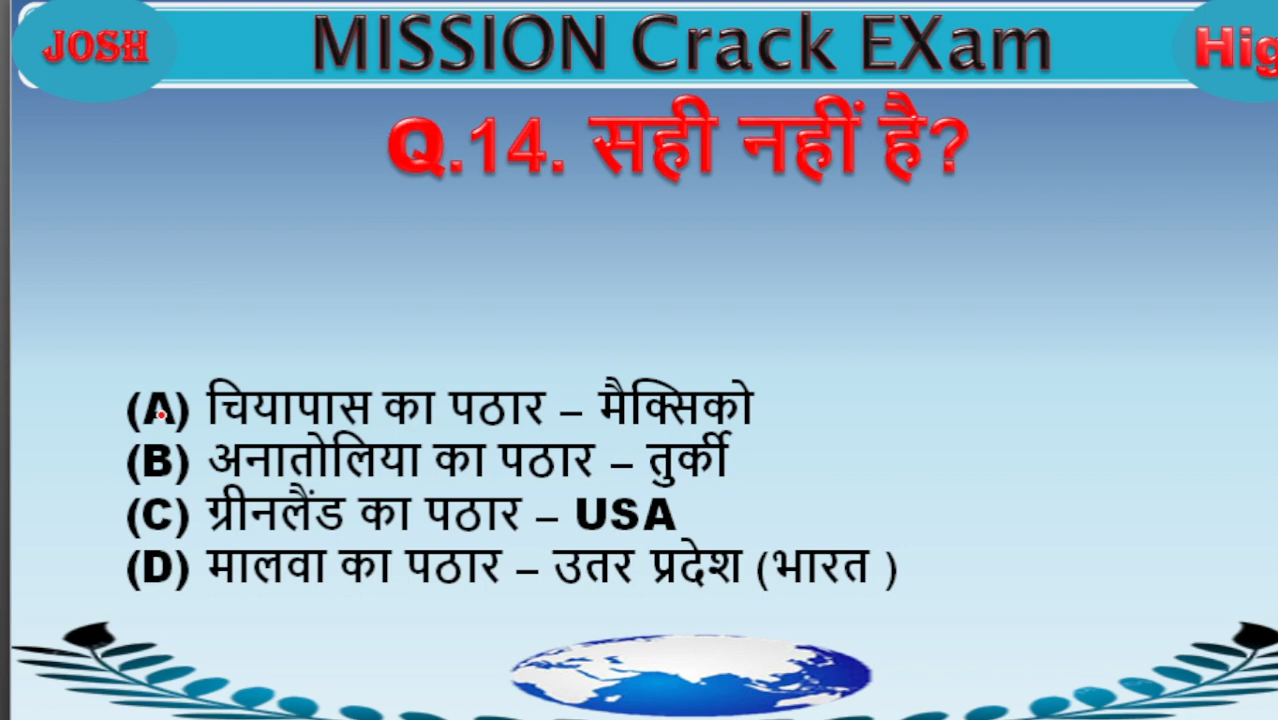 JOSH
MISSION Crack EXam
Hig
Q.14. सही नहीं है?
(A) चियापास का पठार – मैक्सिको
(B) अनातोलिया का पठार – तुर्की
(C) ग्रीनलैंड का पठार – USA
(D) मालवा का पठार – उतर प्रदेश (भारत )